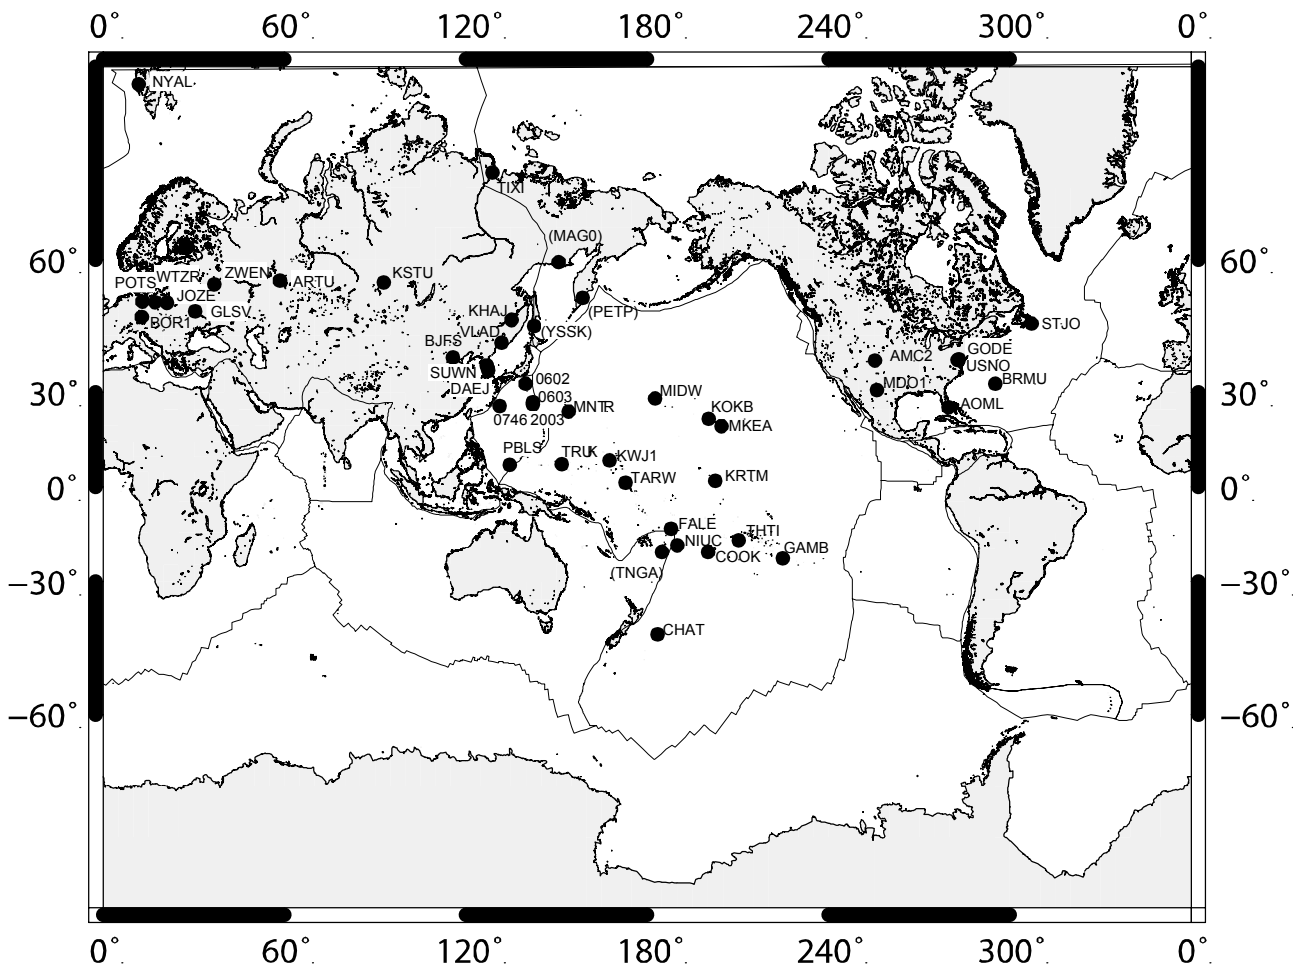 0° 60° 120° 180° 240° 300° 0°
NYAL
TIXI
(MAG0)
60° 60°
ZWEN
WTZR
POTS
ARTU
KSTU
JOZE
GLSV
BOR1
(PETP)
KHAJ
(YSSK)
VLAD
STJO
BJFS
GODE
AMC2
USNO
SUWN
DAEJ
0602
MDO1
BRMU
30° 30°
MIDW
0603
AOML
MNTR
KOKB
0746 2003
MKEA
PBLS
TRUK
KWJ1
TARW
KRTM
0° 0°
FALE
THTI
NIUC
GAMB
COOK
(TNGA)
−30° −30°
CHAT
−60° −60°
0° 60° 120° 180° 240° 300° 0°